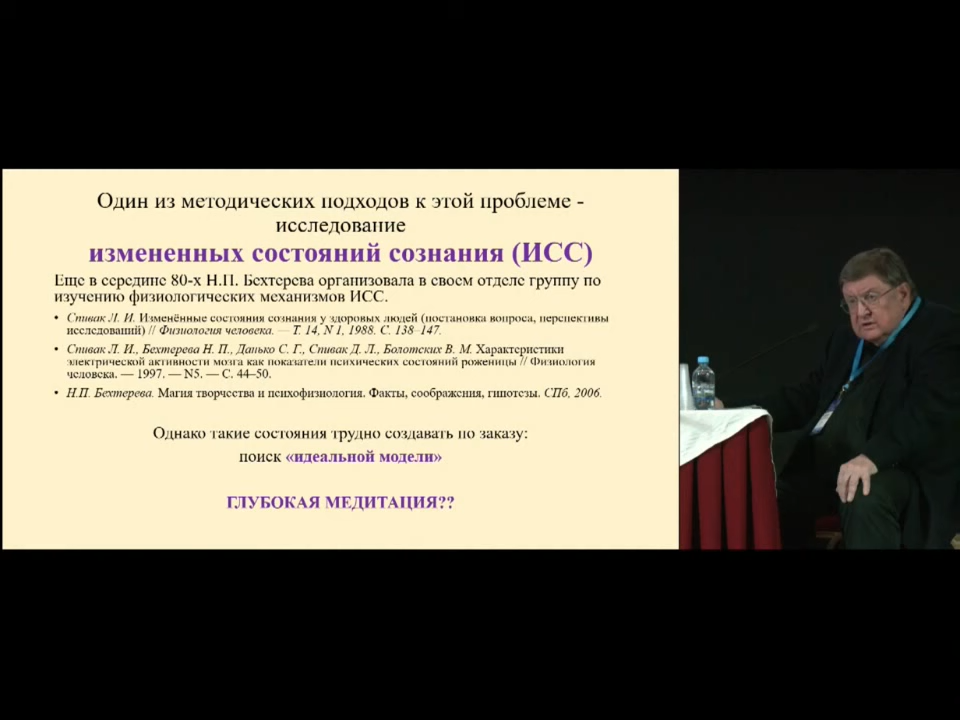 Один из методических подходов к этой проблеме -
исследование
измененных состояний сознания (ИСС)
Еще в середине 80-х Н.П. Бехтерева организовала в своем отделе группу по
изучению физиологических механизмов ИСС.
• Спивак Л. И. Изменённые состояния сознания у здоровых людей (постановка вопроса, перспективы
исследований) // Физиология человека. — Т. 14, N 1, 1988. С. 138–147.
• Спивак Л. И., Бехтерева Н. П., Данько С. Г., Спивак Д. Л., Болотских В. М. Характеристики
электрической активности мозга как показатели психических состояний роженицы // Физиология
человека. — 1997. — N5. — С. 44–50.
• Н.П. Бехтерева. Магия творчества и психофизиология. Факты, соображения, гипотезы. СПб, 2006.
Однако такие состояния трудно создавать по заказу:
поиск «идеальной модели»
ГЛУБОКАЯ МЕДИТАЦИЯ??